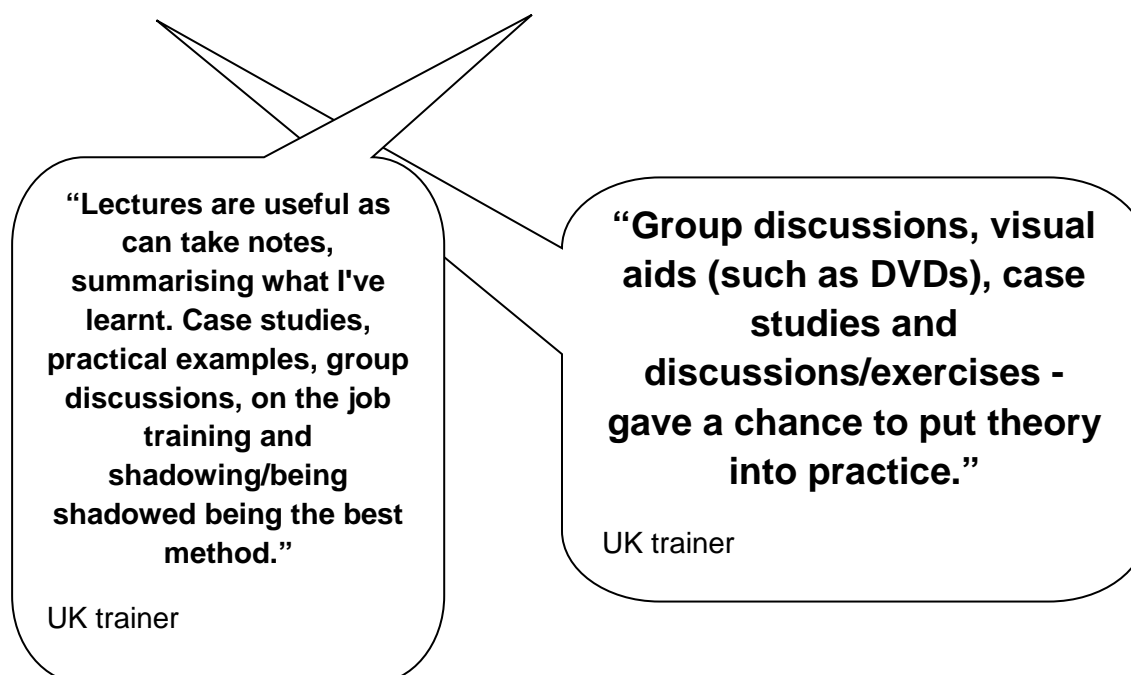 “Lectures are useful as
can take notes,
summarising what I've
learnt. Case studies,
practical examples, group
discussions, on the job
training and
shadowing/being
shadowed being the best
method.”
UK trainer
“Group discussions, visual
aids (such as DVDs), case
studies and
discussions/exercises -
gave a chance to put theory
into practice.”
UK trainer